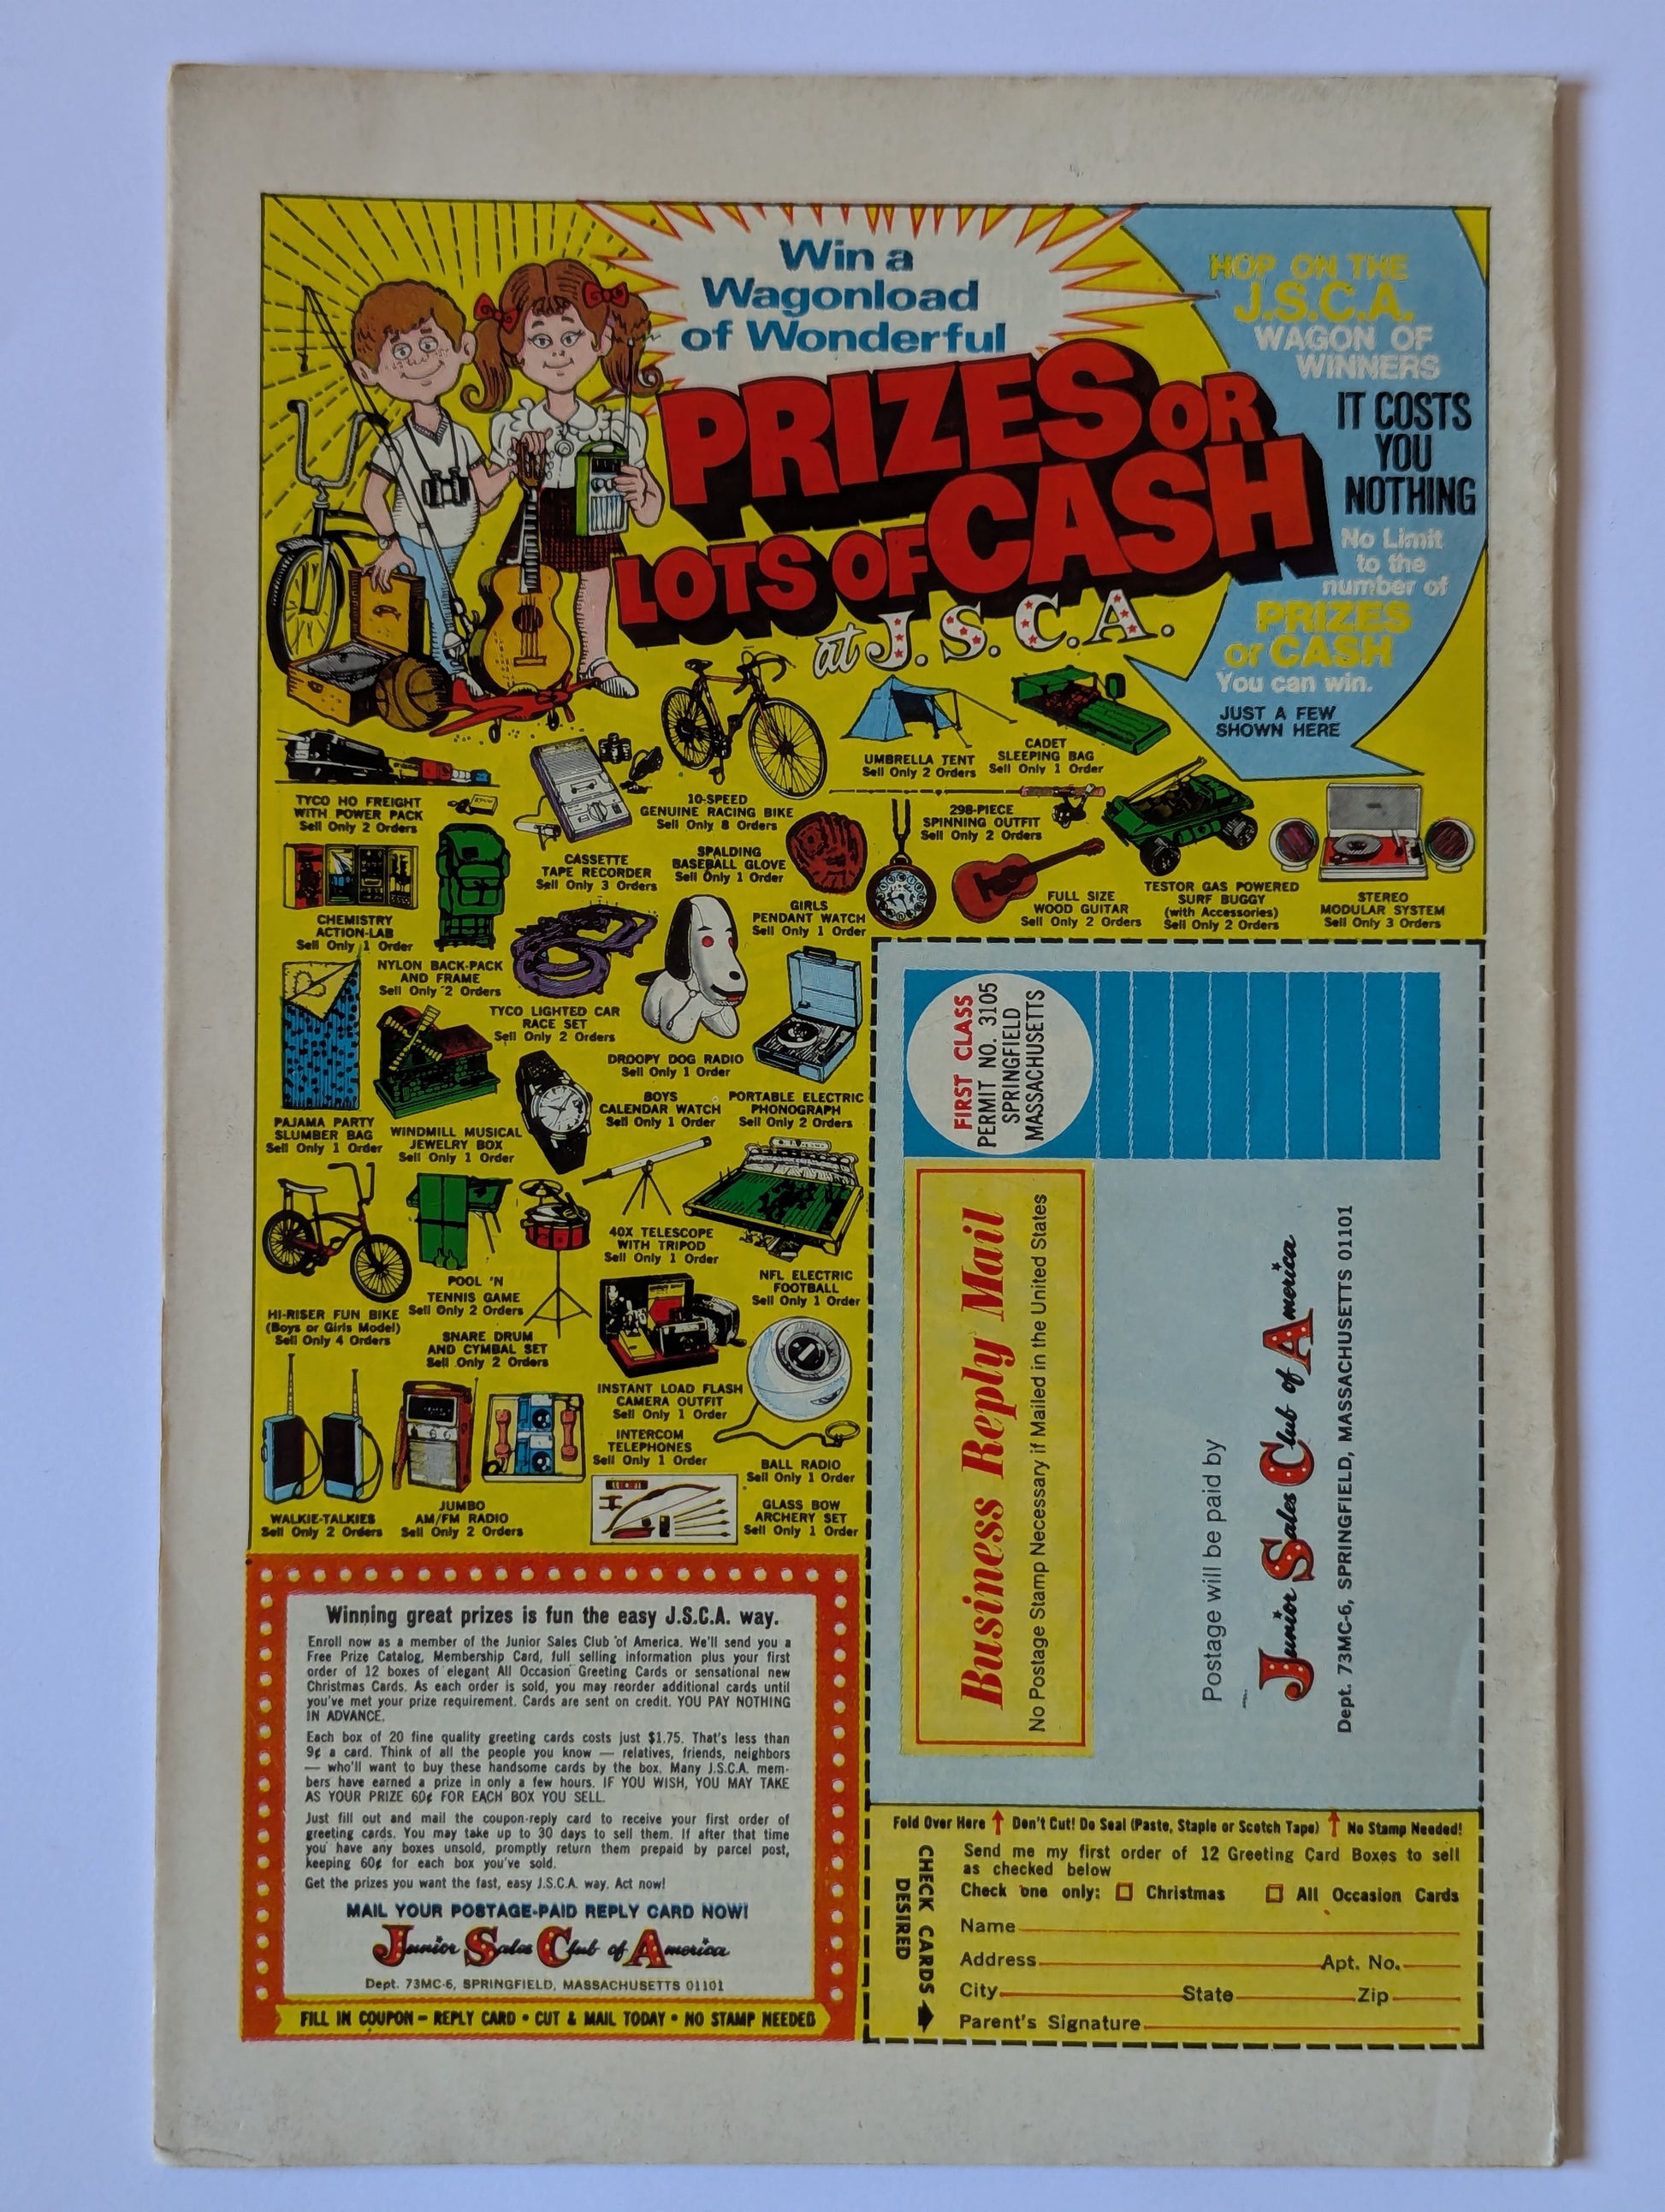 Win a
Wagonload
of Wonderful
PRIZES OR
LOTS OF CASH
at J.S.C.A.
HOP ON THE
J.S.C.A.
WAGON OF
WINNERS
IT COSTS
YOU
NOTHING
No Limit
to the
number of
PRIZES
or CASH
You can win.
JUST A FEW
SHOWN HERE
TYCO HO FREIGHT
WITH POWER PACK
Sell Only 2 Orders
CASSETTE
TAPE RECORDER
Sell Only 3 Orders
10-SPEED
GENUINE RACING BIKE
Sell Only 8 Orders
UMBRELLA TENT
Sell Only 2 Orders
CADET
SLEEPING BAG
Sell Only 1 Order
SPALDING
BASEBALL GLOVE
Sell Only 1 Order
298-PIECE
SPINNING OUTFIT
Sell Only 2 Orders
CHEMISTRY
ACTION-LAB
Sell Only 1 Order
GIRLS
PENDANT WATCH
Sell Only 1 Order
FULL SIZE
WOOD GUITAR
Sell Only 2 Orders
TESTOR GAS POWERED
SURF BUGGY
(with Accessories)
Sell Only 2 Orders
STEREO
MODULAR SYSTEM
Sell Only 3 Orders
NYLON BACK-PACK
AND FRAME
Sell Only 2 Orders
TYCO LIGHTED CAR
RACE SET
Sell Only 2 Orders
DROOPY DOG RADIO
Sell Only 1 Order
PAJAMA PARTY
SLUMBER BAG
Sell Only 1 Order
WINDMILL MUSICAL
JEWELRY BOX
Sell Only 1 Order
BOYS
CALENDAR WATCH
Sell Only 1 Order
PORTABLE ELECTRIC
PHONOGRAPH
Sell Only 2 Orders
40X TELESCOPE
WITH TRIPOD
Sell Only 1 Order
NFL ELECTRIC
FOOTBALL
Sell Only 1 Order
HI-RISER FUN BIKE
(Boys or Girls Model)
Sell Only 4 Orders
POOL 'N
TENNIS GAME
Sell Only 2 Orders
SNARE DRUM
AND CYMBAL SET
Sell Only 2 Orders
INSTANT LOAD FLASH
CAMERA OUTFIT
Sell Only 1 Order
INTERCOM
TELEPHONES
Sell Only 1 Order
BALL RADIO
Sell Only 1 Order
WALKIE-TALKIES
Sell Only 2 Orders
JUMBO
AM/FM RADIO
Sell Only 2 Orders
GLASS BOW
ARCHERY SET
Sell Only 1 Order
Winning great prizes is fun the easy J.S.C.A. way.
Enroll now as a member of the Junior Sales Club of America. We'll send you a
Free Prize Catalog, Membership Card, full selling information plus your first
order of 12 boxes of elegant All Occasion Greeting Cards or sensational new
Christmas Cards. As each order is sold, you may reorder additional cards until
you've met your prize requirement. Cards are sent on credit. YOU PAY NOTHING
IN ADVANCE.
Each box of 20 fine quality greeting cards costs just $1.75. That's less than
9¢ a card. Think of all the people you know — relatives, friends, neighbors
— who'll want to buy these handsome cards by the box. Many J.S.C.A. mem-
bers have earned a prize in only a few hours. IF YOU WISH, YOU MAY TAKE
AS YOUR PRIZE 60¢ FOR EACH BOX YOU SELL.
Just fill out and mail the coupon-reply card to receive your first order of
greeting cards. You may take up to 30 days to sell them. If after that time
you have any boxes unsold, promptly return them prepaid by parcel post,
keeping 60¢ for each box you've sold.
Get the prizes you want the fast, easy J.S.C.A. way. Act now!
MAIL YOUR POSTAGE-PAID REPLY CARD NOW!
Junior Sales Club of America
Dept. 73MC-6, SPRINGFIELD, MASSACHUSETTS 01101
FILL IN COUPON – REPLY CARD • CUT & MAIL TODAY • NO STAMP NEEDED
FIRST CLASS
PERMIT NO. 3105
SPRINGFIELD
MASSACHUSETTS
Business Reply Mail
No Postage Stamp Necessary if Mailed in the United States
Postage will be paid by
Junior Sales Club of America
Dept. 73MC-6, SPRINGFIELD, MASSACHUSETTS 01101
Fold Over Here ↑ Don't Cut! Do Seal (Paste, Staple or Scotch Tape) ↑ No Stamp Needed!
CHECK CARDS
DESIRED
Send me my first order of 12 Greeting Card Boxes to sell
as checked below
Check one only: □ Christmas □ All Occasion Cards
Name
Address Apt. No.
City State Zip
Parent's Signature